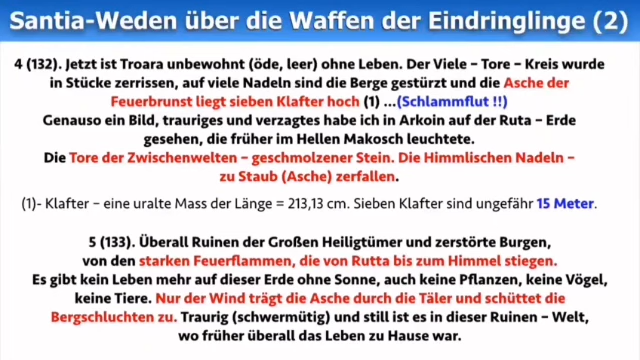 Santia-Weden über die Waffen der Eindringlinge (2)
4 (132). Jetzt ist Troara unbewohnt (öde, leer) ohne Leben. Der Viele – Tore – Kreis wurde
in Stücke zerrissen, auf viele Nadeln sind die Berge gestürzt und die Asche der
Feuerbrunst liegt sieben Klafter hoch (1) ...(Schlammflut !!)
Genauso ein Bild, trauriges und verzagtes habe ich in Arkoin auf der Ruta – Erde
gesehen, die früher im Hellen Makosch leuchtete.
Die Tore der Zwischenwelten – geschmolzener Stein. Die Himmlischen Nadeln –
zu Staub (Asche) zerfallen.
(1)- Klafter – eine uralte Mass der Länge = 213,13 cm. Sieben Klafter sind ungefähr 15 Meter.
5 (133). Überall Ruinen der Großen Heiligtümer und zerstörte Burgen,
von den starken Feuerflammen, die von Rutta bis zum Himmel stiegen.
Es gibt kein Leben mehr auf dieser Erde ohne Sonne, auch keine Pflanzen, keine Vögel,
keine Tiere. Nur der Wind trägt die Asche durch die Täler und schüttet die
Bergschluchten zu. Traurig (schwermütig) und still ist es in dieser Ruinen – Welt,
wo früher überall das Leben zu Hause war.